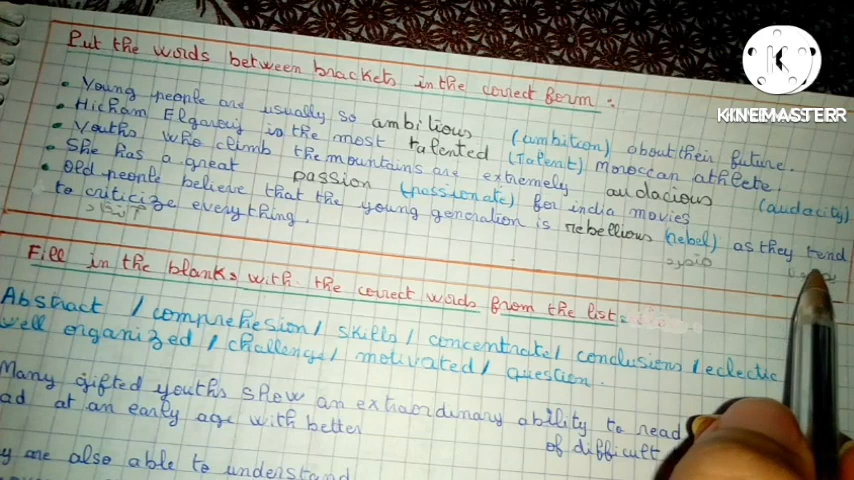 Put the words between brackets in the correct form :
• Young people are usually so ambitious (ambition) about their future.
• Hicham Elgarouj is the most talented (Talent) moroccan athlete.
• Youths who climb the mountains are extremely audacious (audacity).
• She has a great passion (passionate) for india movies
• Old people believe that the young generation is rebellious (rebel) as they tend
to criticize everything.
متمرد
Fill in the blanks with the correct words from the list:
Abstract / comprehesion / skills / concentrate / conclusions / eclectic
well organized / challenge / motivated / question.
Many gifted youths show an extraordinary ability to read
ad at an early age with better of difficult
y are also able to understand
KINEMASTER